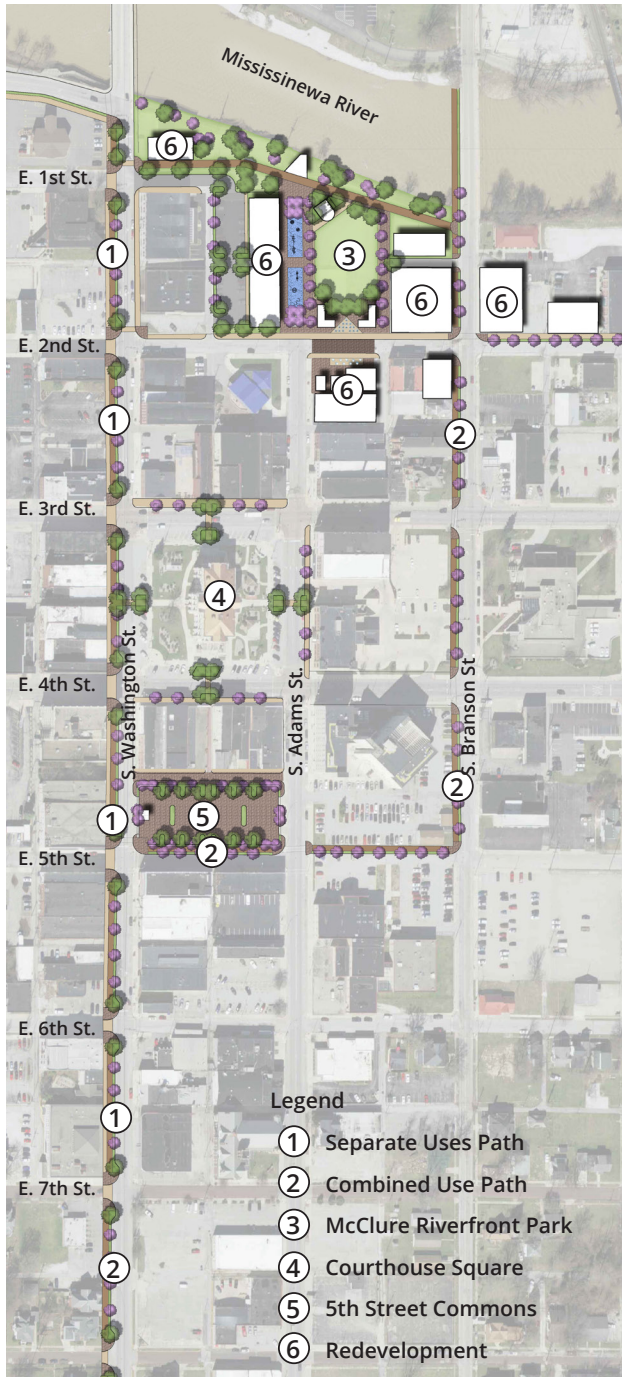 Mississinewa River
6
E. 1st St.
1
6
3
6
6
E. 2nd St.
6
1
2
E. 3rd St.
4
E. 4th St.
S. Washington St.
S. Adams St.
S. Branson St
2
5
1
2
E. 5th St.
E. 6th St.
1
E. 7th St.
2
Legend
1 Separate Uses Path
2 Combined Use Path
3 McClure Riverfront Park
4 Courthouse Square
5 5th Street Commons
6 Redevelopment